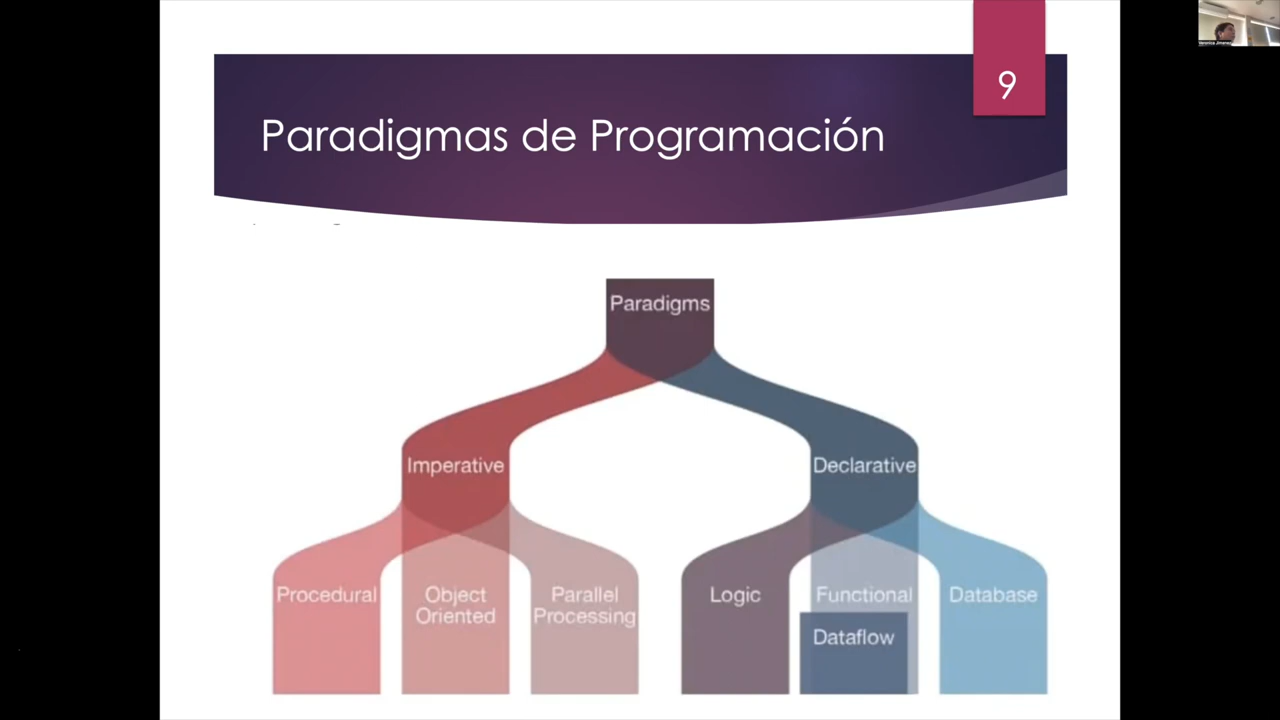 9
Paradigmas de Programación
Paradigms
Imperative
Declarative
Procedural
Object
Oriented
Parallel
Processing
Logic
Functional
Database
Dataflow